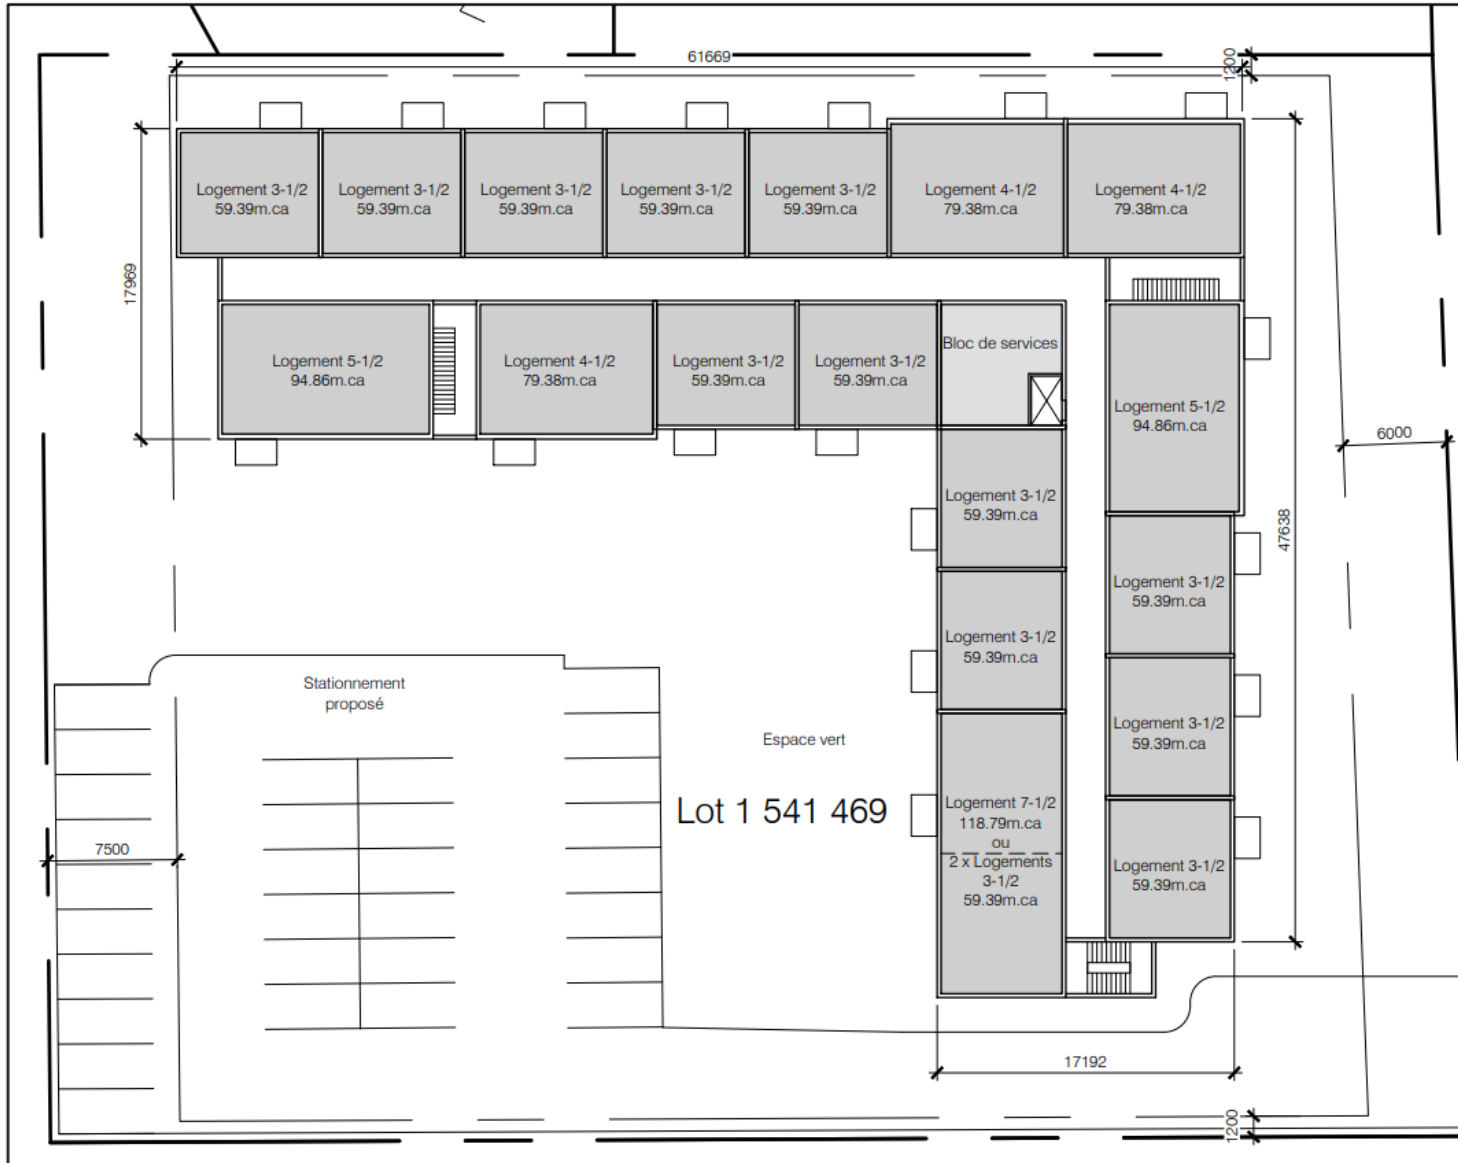 61669
1200
Logement 3-1/2
59.39m.ca
Logement 3-1/2
59.39m.ca
Logement 3-1/2
59.39m.ca
Logement 3-1/2
59.39m.ca
Logement 3-1/2
59.39m.ca
Logement 4-1/2
79.38m.ca
Logement 4-1/2
79.38m.ca
17969
Logement 5-1/2
94.86m.ca
Logement 4-1/2
79.38m.ca
Logement 3-1/2
59.39m.ca
Logement 3-1/2
59.39m.ca
Bloc de services
Logement 5-1/2
94.86m.ca
6000
47638
Logement 3-1/2
59.39m.ca
Logement 3-1/2
59.39m.ca
Logement 3-1/2
59.39m.ca
Logement 3-1/2
59.39m.ca
Stationnement
proposé
Espace vert
Lot 1 541 469
Logement 7-1/2
118.79m.ca
ou
2 x Logements
3-1/2
59.39m.ca
Logement 3-1/2
59.39m.ca
7500
17192
1200